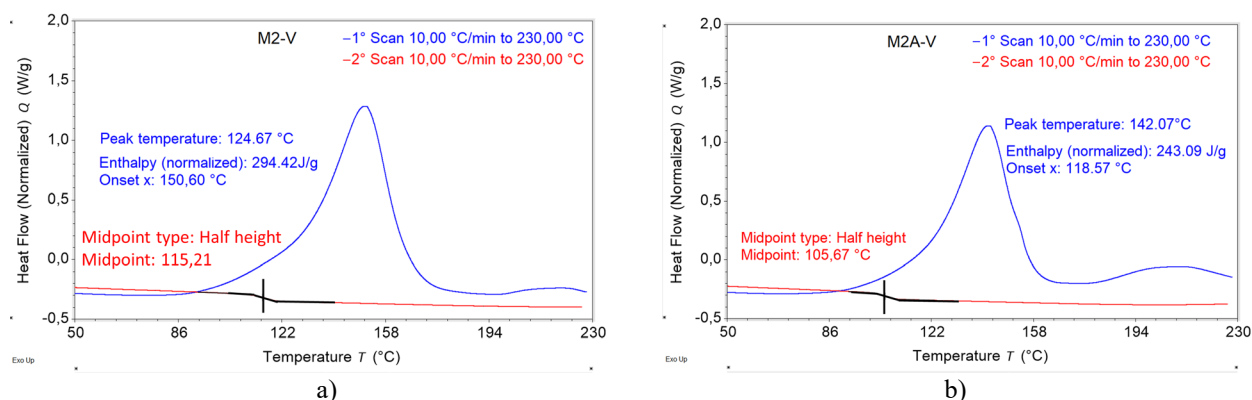 2,0
M2-V
−1° Scan 10,00 °C/min to 230,00 °C
−2° Scan 10,00 °C/min to 230,00 °C
1,5
Heat Flow (Normalized) Q (W/g)
1,0
Peak temperature: 124.67 °C
Enthalpy (normalized): 294.42J/g
Onset x: 150,60 °C
0,5
Midpoint type: Half height
Midpoint: 115,21
0,0
-0,5
50 86 122 158 194 230
Temperature T (°C)
Exo Up
a)
2,0
M2A-V
−1° Scan 10,00 °C/min to 230,00 °C
−2° Scan 10,00 °C/min to 230,00 °C
1,5
Heat Flow (Normalized) Q (W/g)
1,0
Peak temperature: 142.07°C
Enthalpy (normalized): 243.09 J/g
Onset x: 118.57 °C
0,5
Midpoint type: Half height
Midpoint: 105,67 °C
0,0
-0,5
50 86 122 158 194 230
Temperature T (°C)
Exo Up
b)